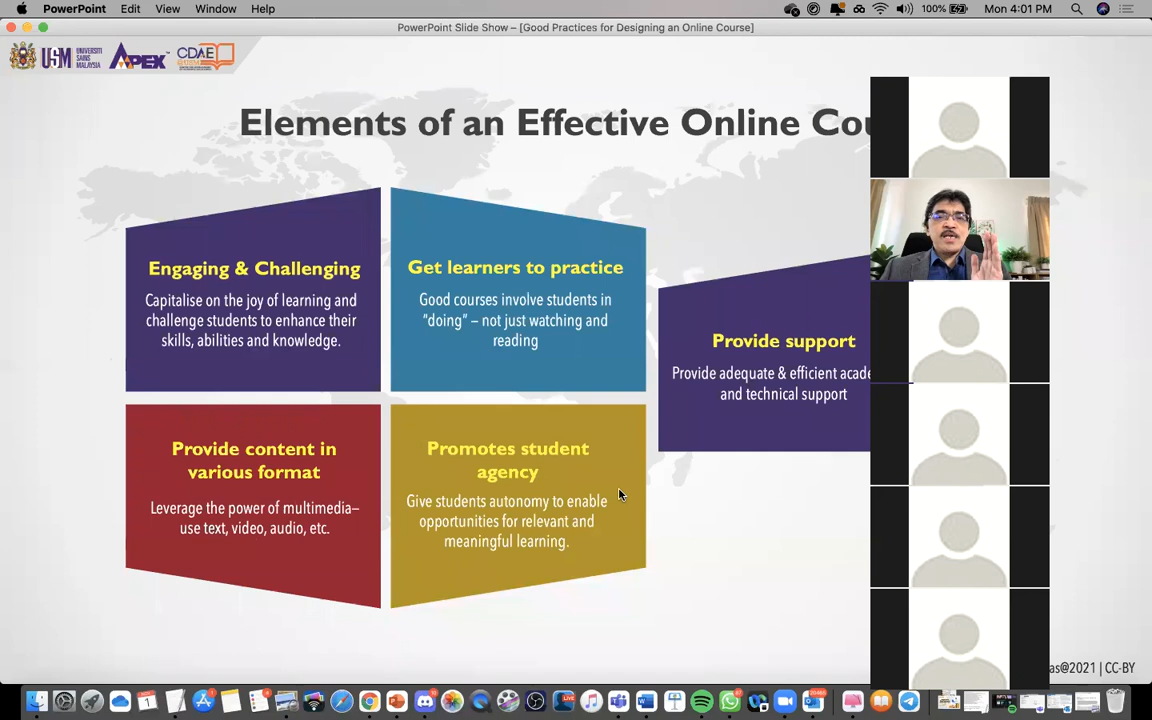 PowerPoint Edit View Window Help 100% Mon 4:01 PM
PowerPoint Slide Show – [Good Practices for Designing an Online Course]
USM UNIVERSITI SAINS MALAYSIA APEX™ CDAE
Elements of an Effective Online Cou
Engaging & Challenging
Capitalise on the joy of learning and
challenge students to enhance their
skills, abilities and knowledge.
Get learners to practice
Good courses involve students in
"doing" – not just watching and
reading
Provide support
Provide adequate & efficient acade
and technical support
Provide content in
various format
Leverage the power of multimedia–
use text, video, audio, etc.
Promotes student
agency
Give students autonomy to enable
opportunities for relevant and
meaningful learning.
as@2021 | CC-BY